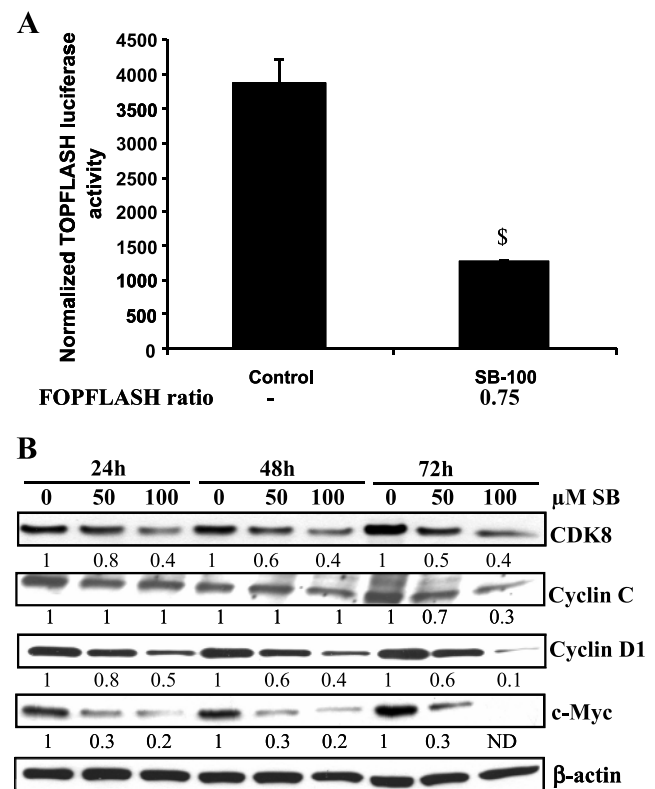 A
Normalized TOPFLASH luciferase
activity
4500
4000
3500
3000
2500
2000
1500
1000
500
0
$
Control SB-100
FOPFLASH ratio - 0.75
B
24h 48h 72h
0 50 100 0 50 100 0 50 100 µM SB
CDK8
1 0.8 0.4 1 0.6 0.4 1 0.5 0.4
Cyclin C
1 1 1 1 1 1 1 0.7 0.3
Cyclin D1
1 0.8 0.5 1 0.6 0.4 1 0.6 0.1
c-Myc
1 0.3 0.2 1 0.3 0.2 1 0.3 ND
β-actin